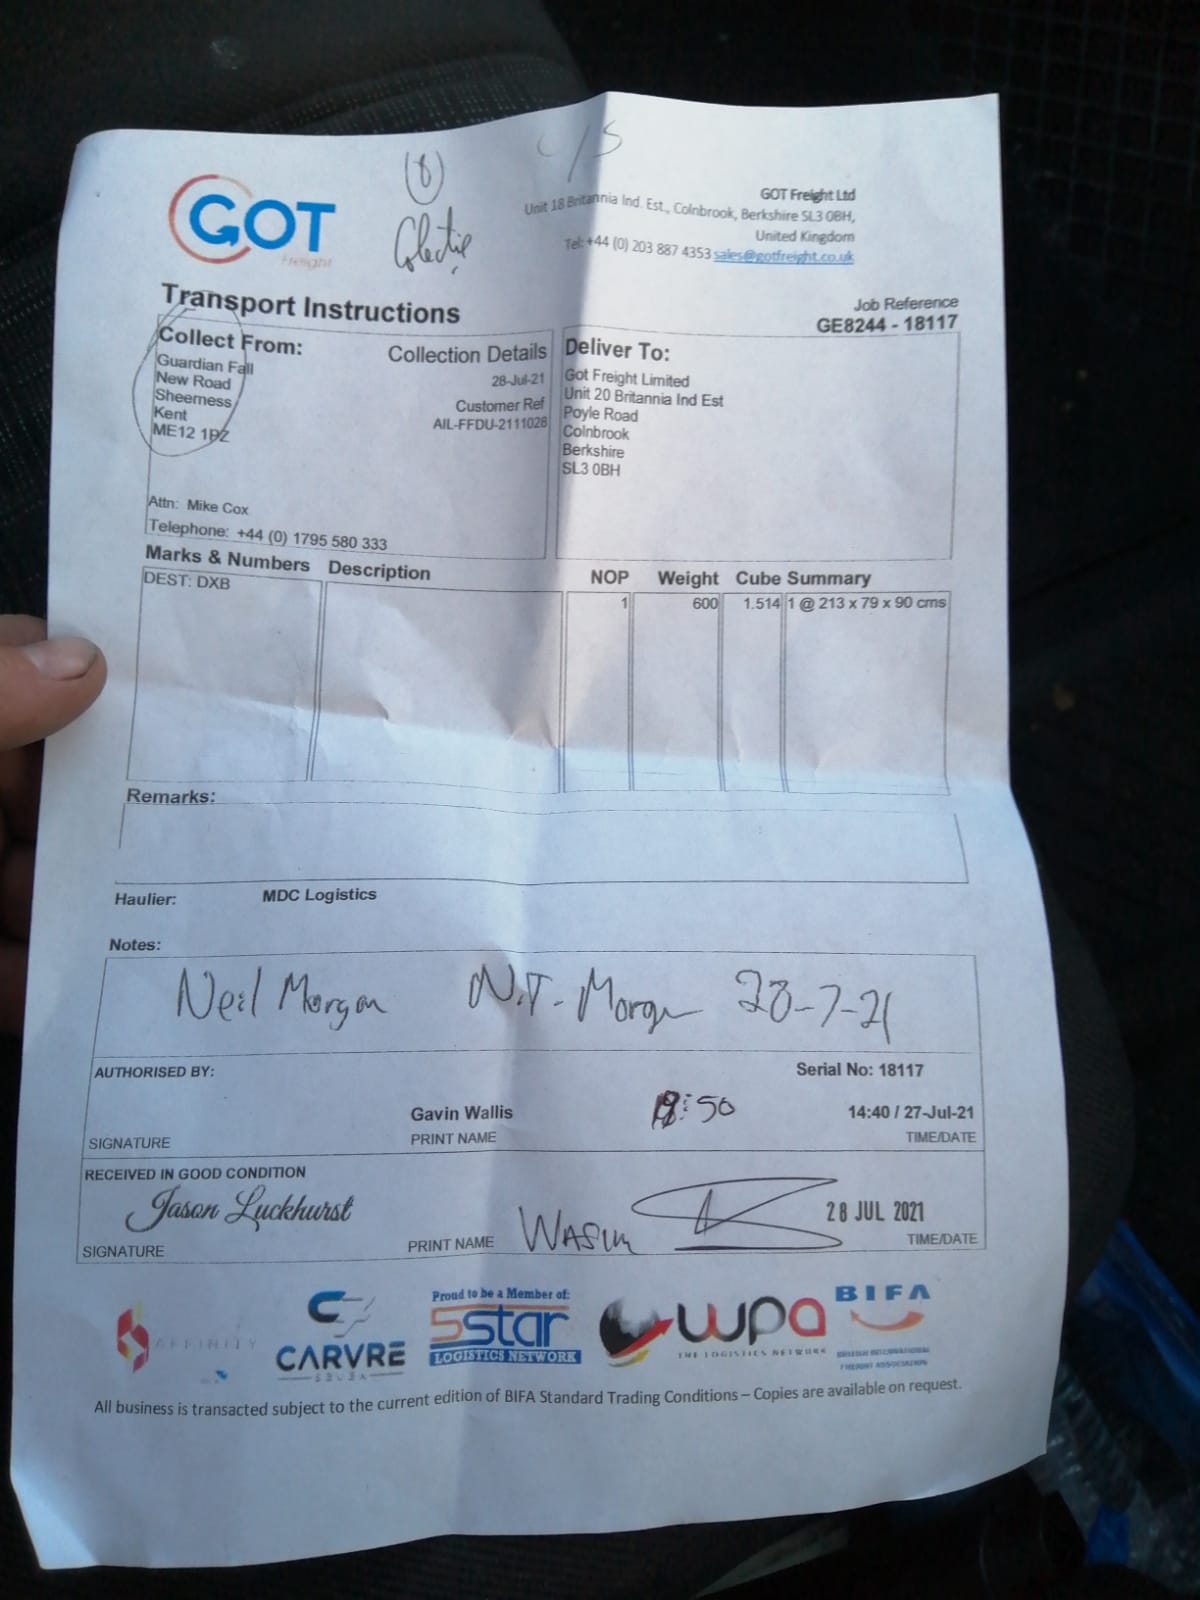 GOT
freight
(8)
C/S
GOT Freight Ltd
Unit 18 Britannia Ind. Est., Colnbrook, Berkshire SL3 0BH,
United Kingdom
Tel: +44 (0) 203 887 4353 sales@gotfreight.co.uk
Transport Instructions
Job Reference
GE8244 - 18117
Collect From:
Guardian Fall
New Road
Sheerness
Kent
ME12 1PZ
Collection Details
28-Jul-21
Customer Ref
AIL-FFDU-2111028
Attn: Mike Cox
Telephone: +44 (0) 1795 580 333
Deliver To:
Got Freight Limited
Unit 20 Britannia Ind Est
Poyle Road
Colnbrook
Berkshire
SL3 0BH
Marks & Numbers Description NOP Weight Cube Summary
DEST: DXB 1 600 1.514 1 @ 213 x 79 x 90 cms
Remarks:
Haulier: MDC Logistics
Notes:
Neil Morgan N.T. Morgan 28-7-21
AUTHORISED BY: Serial No: 18117
Gavin Wallis :50 14:40 / 27-Jul-21
SIGNATURE PRINT NAME TIME/DATE
RECEIVED IN GOOD CONDITION
Jason Luckhurst 28 JUL 2021
SIGNATURE PRINT NAME TIME/DATE
AFFINITY
CARVRE
Proud to be a Member of:
5star
LOGISTICS NETWORK
wpa
THE LOGISTICS NETWORK
BIFA
BRITISH INTERNATIONAL
FREIGHT ASSOCIATION
All business is transacted subject to the current edition of BIFA Standard Trading Conditions – Copies are available on request.